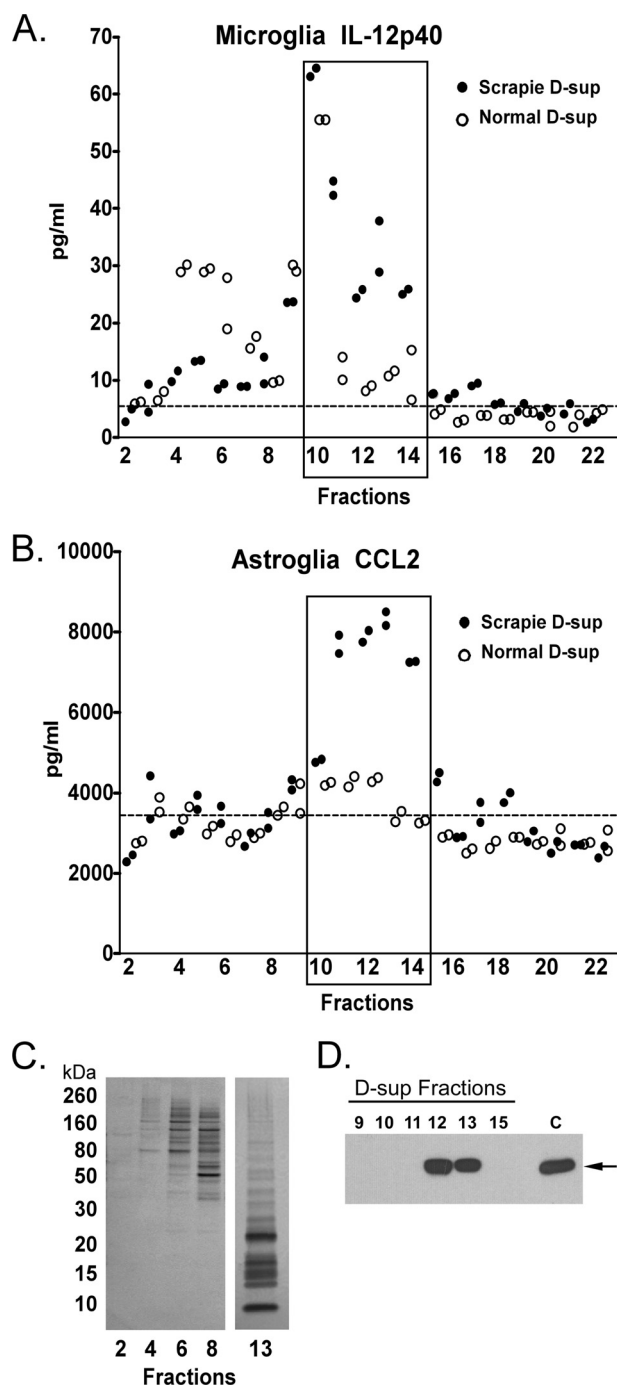 A.
Microglia IL-12p40
Scrapie D-sup
Normal D-sup
pg/ml
70
60
50
40
30
20
10
0
2 4 6 8 10 12 14 16 18 20 22
Fractions
B.
Astroglia CCL2
Scrapie D-sup
Normal D-sup
pg/ml
10000
8000
6000
4000
2000
0
2 4 6 8 10 12 14 16 18 20 22
Fractions
C.
kDa
260
160
80
50
30
20
15
10
2 4 6 8 13
Fractions
D.
D-sup Fractions
9 10 11 12 13 15 C